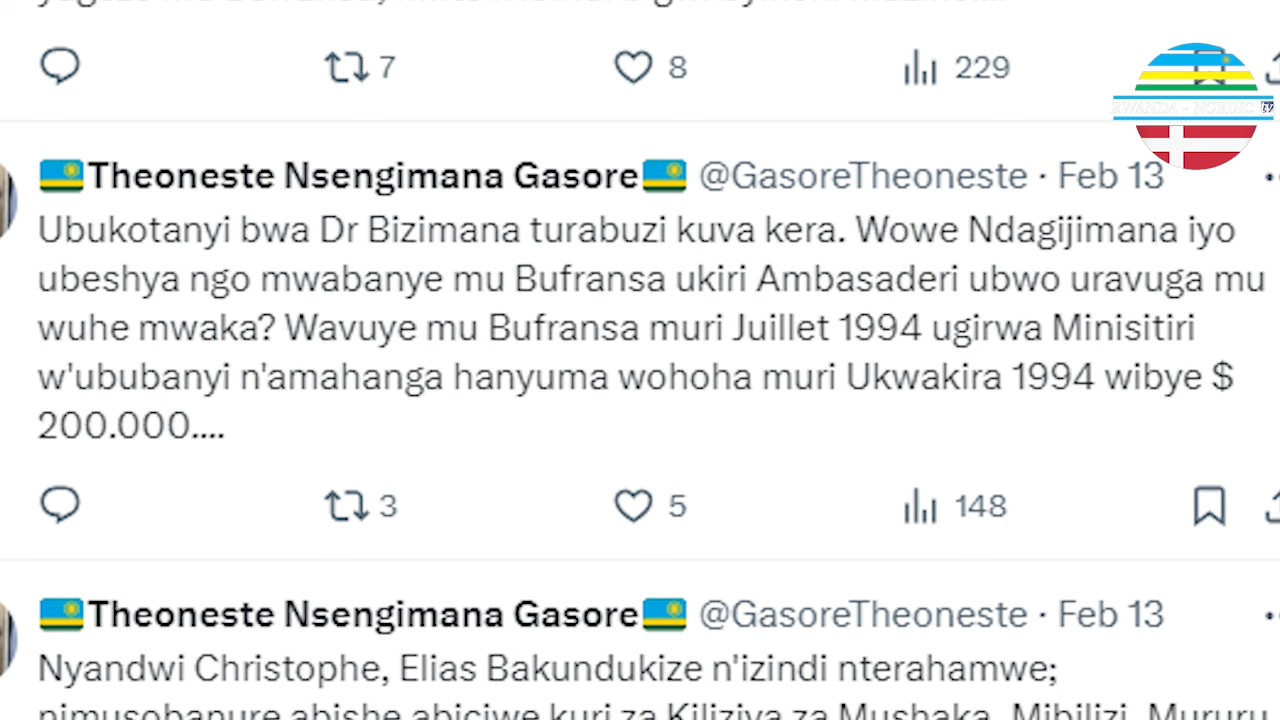 7 8 229
RWANDA - NORDIC TV
Theoneste Nsengimana Gasore @GasoreTheoneste · Feb 13
Ubukotanyi bwa Dr Bizimana turabuzi kuva kera. Wowe Ndagijimana iyo
ubeshya ngo mwabanye mu Bufransa ukiri Ambasaderi ubwo uravuga mu
wuhe mwaka? Wavuye mu Bufransa muri Juillet 1994 ugirwa Minisitiri
w'ububanyi n'amahanga hanyuma wohoha muri Ukwakira 1994 wibye $
200.000....
3 5 148
Theoneste Nsengimana Gasore @GasoreTheoneste · Feb 13
Nyandwi Christophe, Elias Bakundukize n'izindi nterahamwe;
nimusobanure abishe abiciwe kuri za Kiliziya za Mushaka, Mibilizi, Mururu